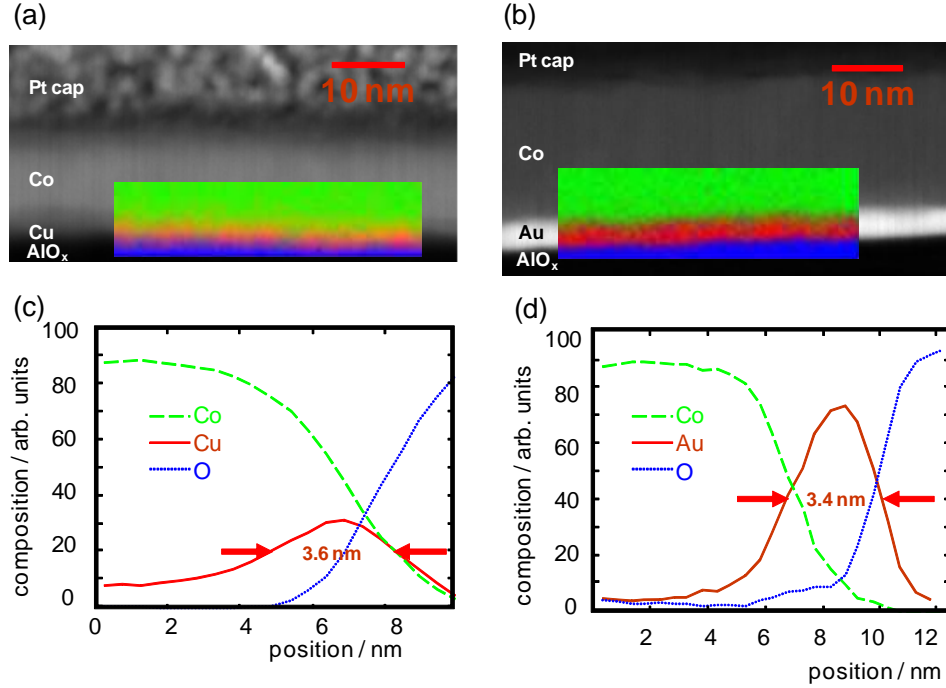 (a)
Pt cap
10 nm
Co
Cu
AlOx
(b)
Pt cap
10 nm
Co
Au
AlOx
(c)
composition / arb. units
100
80
60
40
20
0
Co
Cu
O
3.6 nm
0 2 4 6 8
position / nm
(d)
composition / arb. units
100
80
60
40
20
0
Co
Au
O
3.4 nm
2 4 6 8 10 12
position / nm